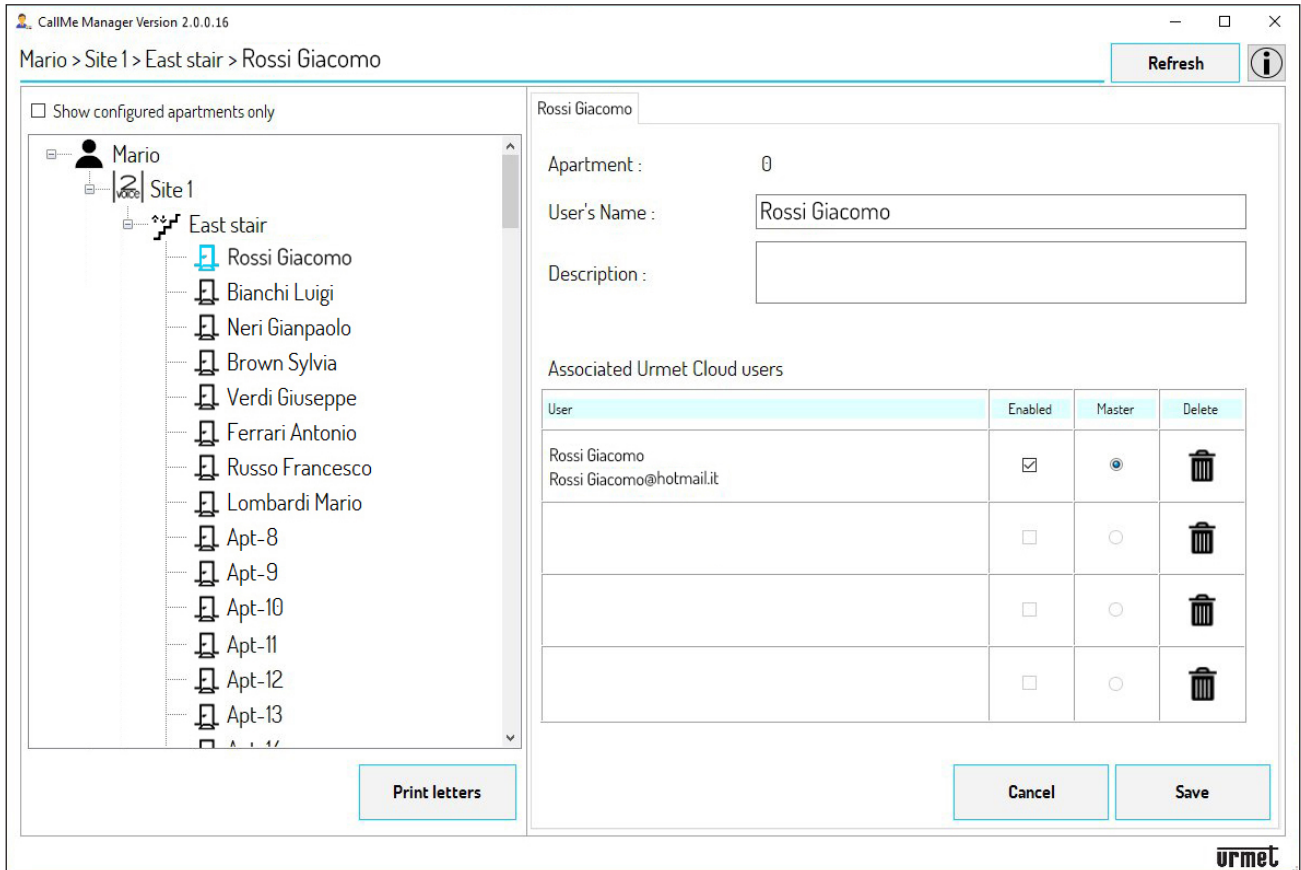 CallMe Manager Version 2.0.0.16
Mario > Site 1 > East stair > Rossi Giacomo
Refresh
Show configured apartments only
Mario
2 voice Site 1
East stair
Rossi Giacomo
Bianchi Luigi
Neri Gianpaolo
Brown Sylvia
Verdi Giuseppe
Ferrari Antonio
Russo Francesco
Lombardi Mario
Apt-8
Apt-9
Apt-10
Apt-11
Apt-12
Apt-13
Print letters
Rossi Giacomo
Apartment : 0
User's Name : Rossi Giacomo
Description :
Associated Urmet Cloud users
User Enabled Master Delete
Rossi Giacomo
Rossi Giacomo@hotmail.it
Cancel Save
urmet